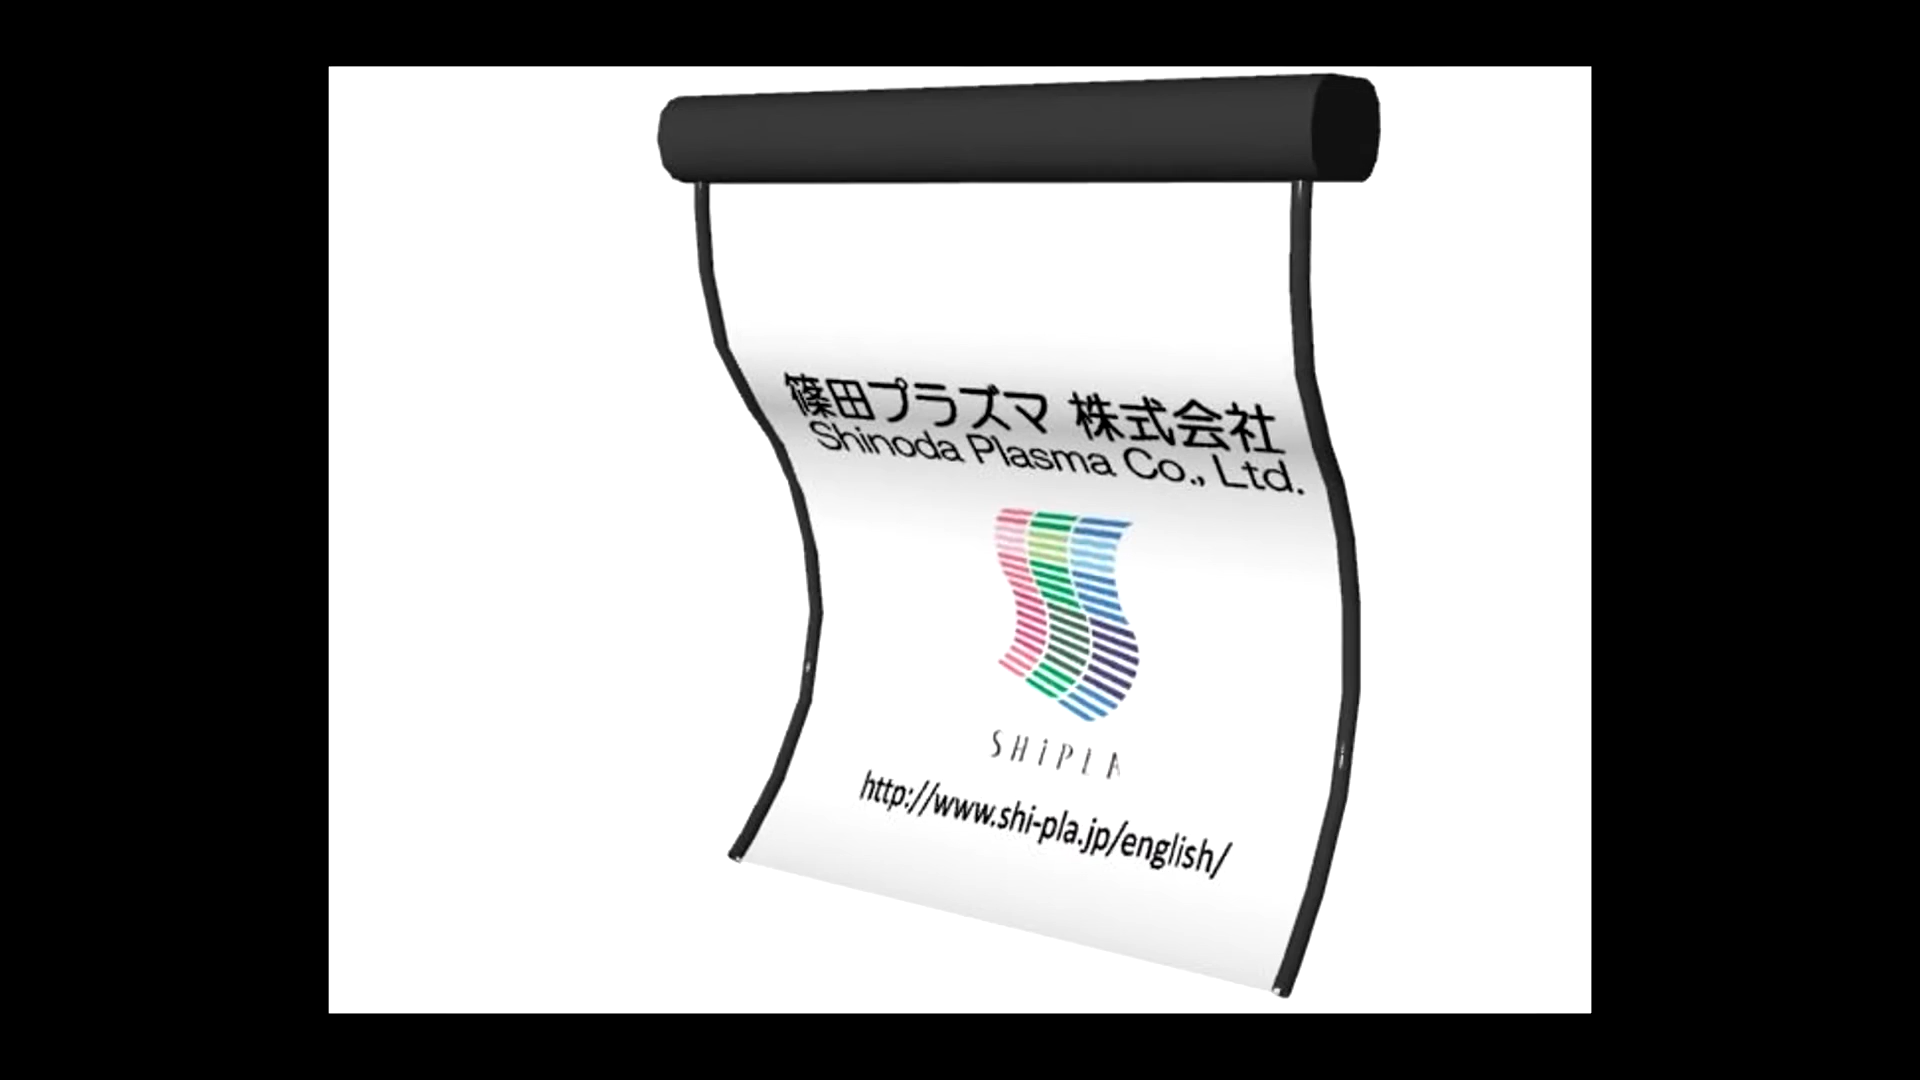 篠田プラズマ 株式会社
Shinoda Plasma Co., Ltd.
SHiPLA
http://www.shi-pla.jp/english/